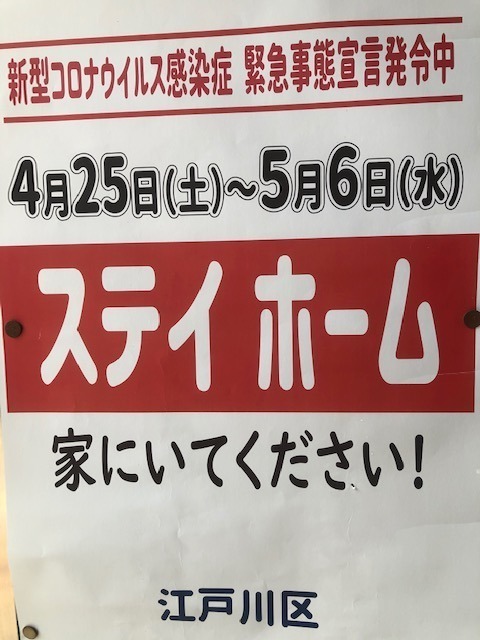 新型コロナウイルス感染症 緊急事態宣言発令中
4月25日(土)～5月6日(水)
ステイ ホーム
家にいてください!
江戸川区